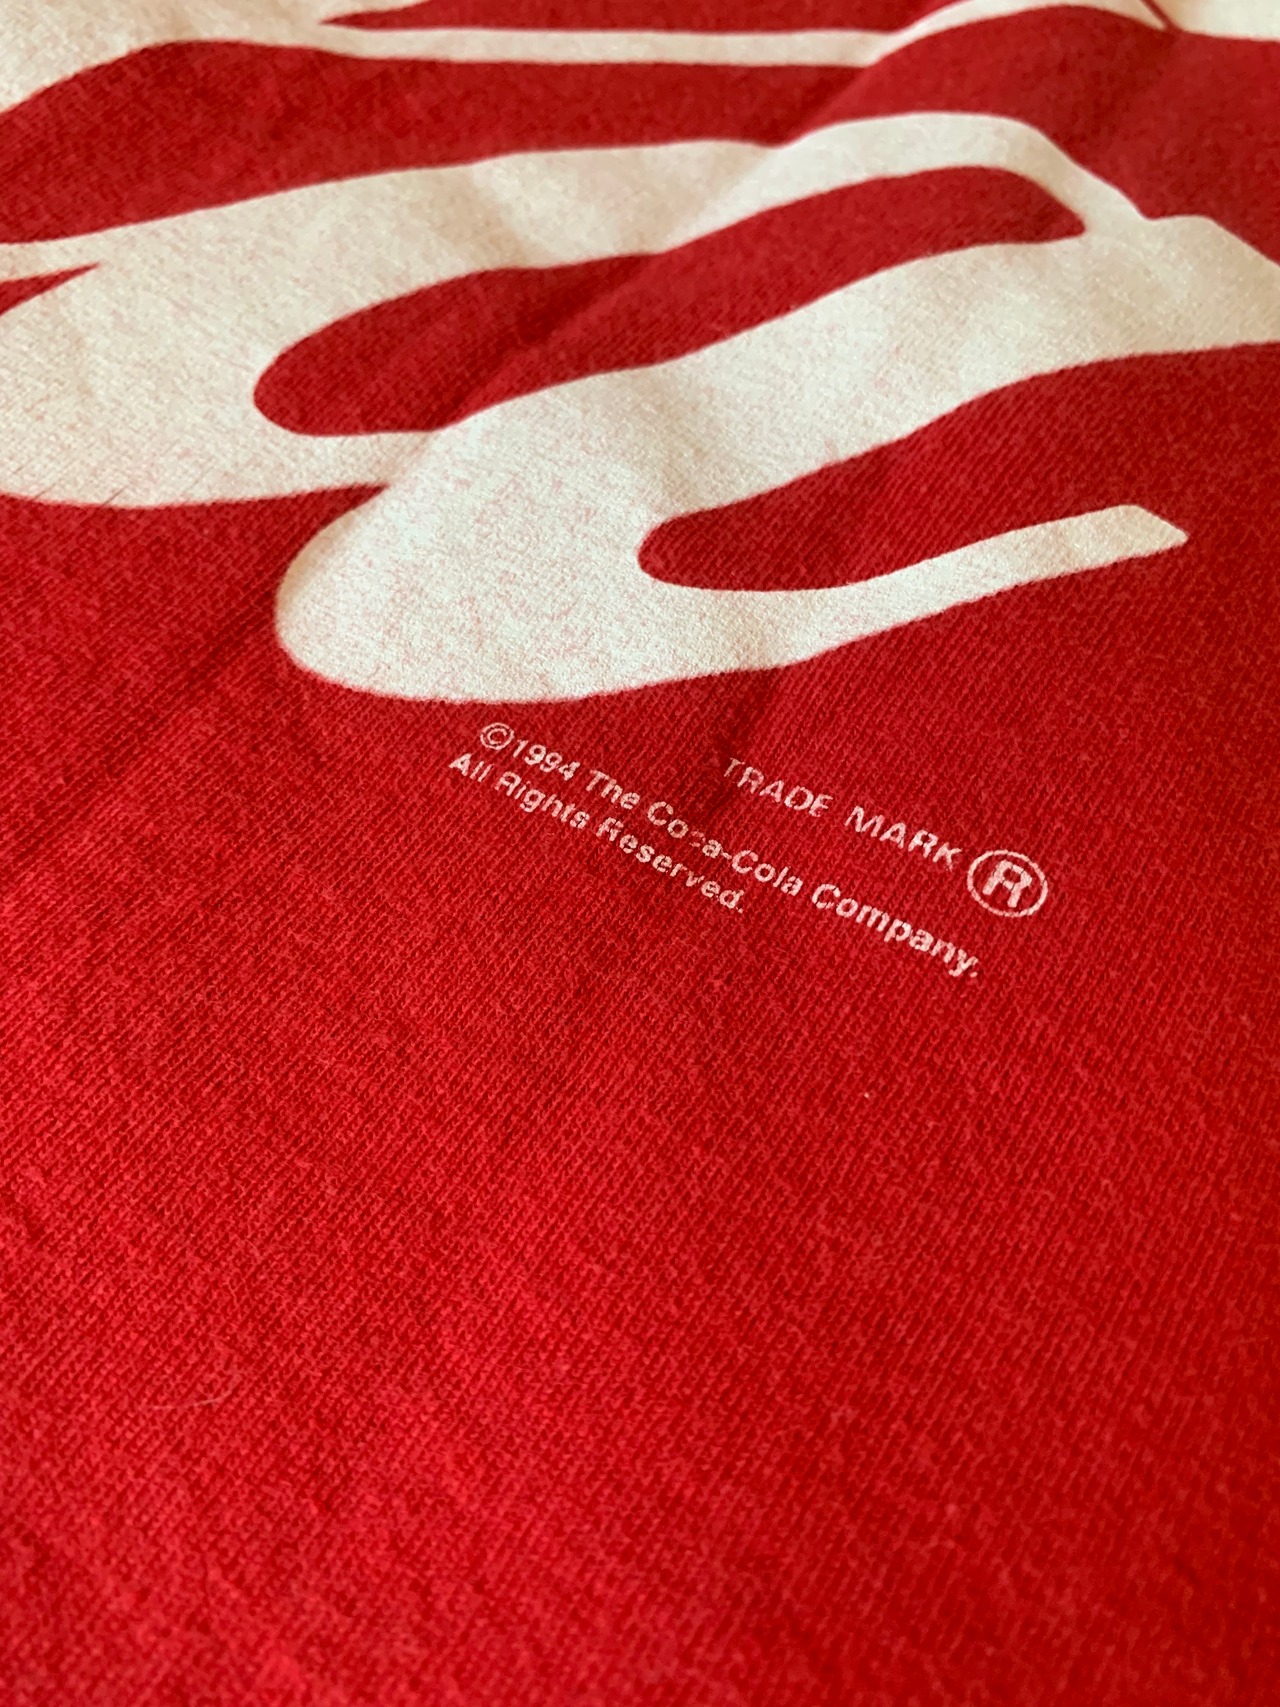 TRADE MARK ®
©1994 The Coca-Cola Company.
All Rights Reserved.